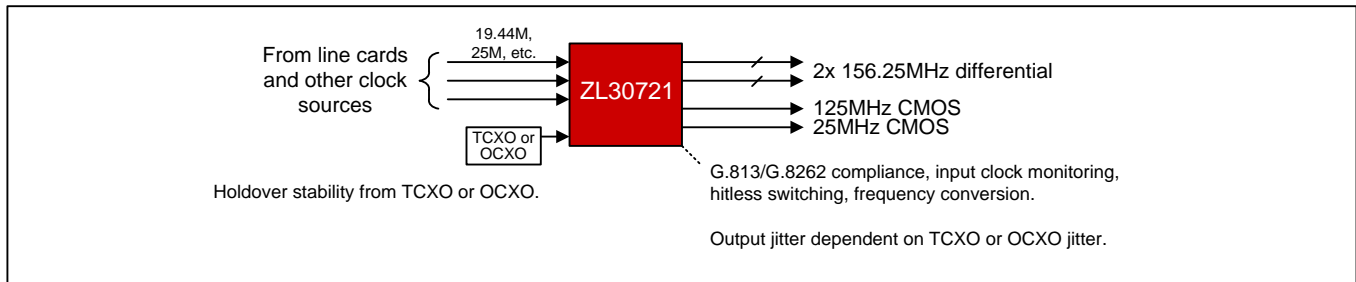 19.44M,
25M, etc.
From line cards
and other clock
sources
ZL30721
2x 156.25MHz differential
125MHz CMOS
25MHz CMOS
TCXO or
OCXO
G.813/G.8262 compliance, input clock monitoring,
hitless switching, frequency conversion.
Holdover stability from TCXO or OCXO.
Output jitter dependent on TCXO or OCXO jitter.